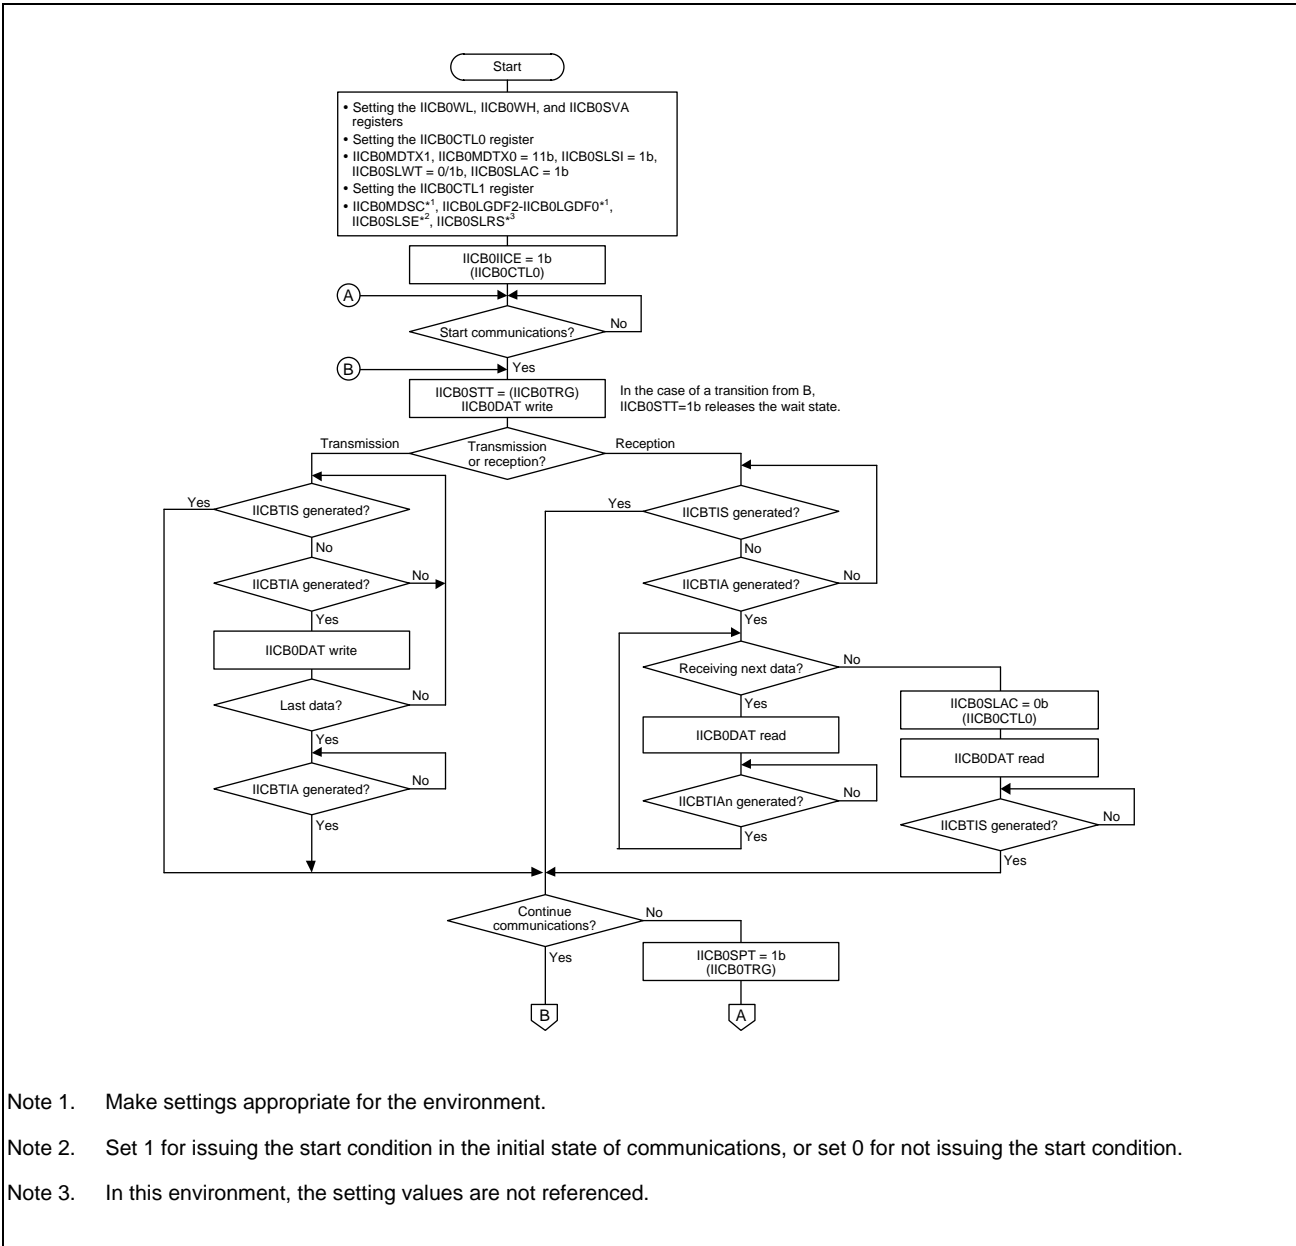 Start
• Setting the IICB0WL, IICB0WH, and IICB0SVA
registers
• Setting the IICB0CTL0 register
• IICB0MDTX1, IICB0MDTX0 = 11b, IICB0SLSI = 1b,
IICB0SLWT = 0/1b, IICB0SLAC = 1b
• Setting the IICB0CTL1 register
• IICB0MDSC*1, IICB0LGDF2-IICB0LGDF0*1,
IICB0SLSE*2, IICB0SLRS*3
IICB0IICE = 1b
(IICB0CTL0)
A
Start communications?
No
Yes
B
IICB0STT = (IICB0TRG)
IICB0DAT write
In the case of a transition from B,
IICB0STT=1b releases the wait state.
Transmission
Transmission
or reception?
Reception
Yes
IICBTIS generated?
No
IICBTIA generated?
No
Yes
IICB0DAT write
Last data?
No
Yes
IICBTIA generated?
No
Yes
Yes
IICBTIS generated?
No
IICBTIA generated?
No
Yes
Receiving next data?
No
Yes
IICB0DAT read
IICBTIAn generated?
No
Yes
IICB0SLAC = 0b
(IICB0CTL0)
IICB0DAT read
IICBTIS generated?
No
Yes
Continue
communications?
No
Yes
IICB0SPT = 1b
(IICB0TRG)
B
A
Note 1. Make settings appropriate for the environment.
Note 2. Set 1 for issuing the start condition in the initial state of communications, or set 0 for not issuing the start condition.
Note 3. In this environment, the setting values are not referenced.